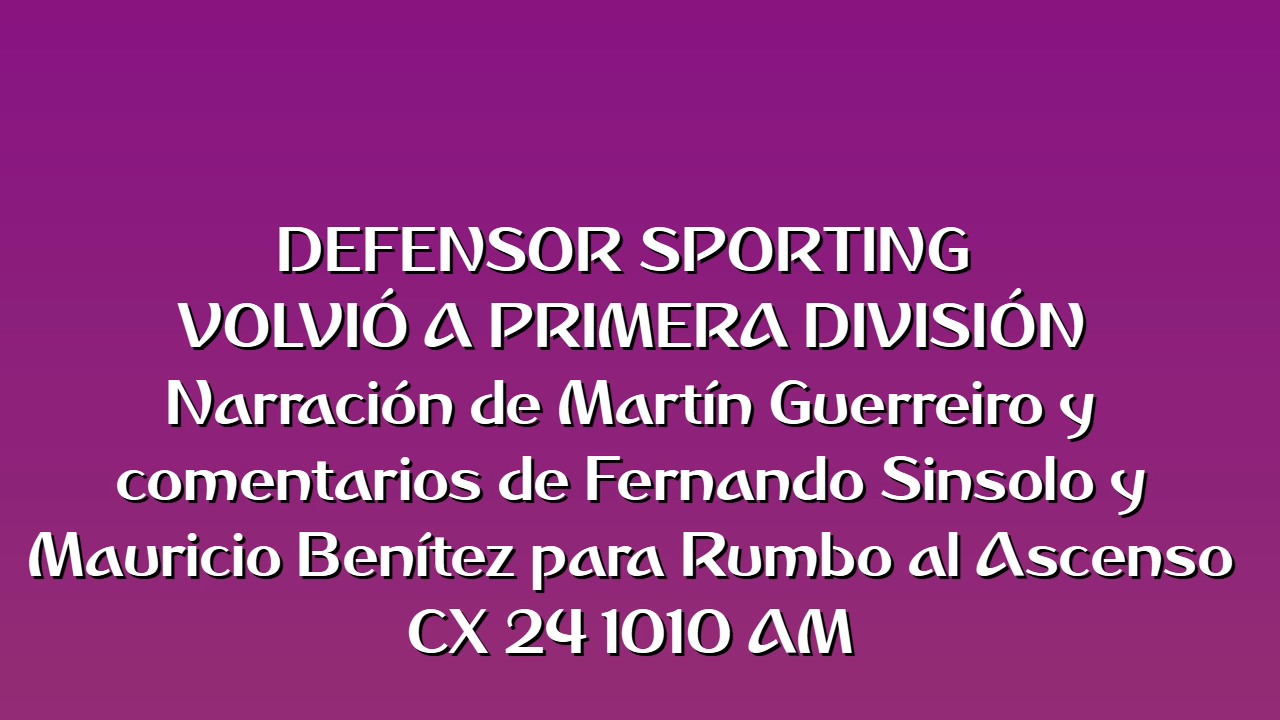 DEFENSOR SPORTING
VOLVIÓ A PRIMERA DIVISIÓN
Narración de Martín Guerreiro y
comentarios de Fernando Sinsolo y
Mauricio Benítez para Rumbo al Ascenso
CX 24 1010 AM